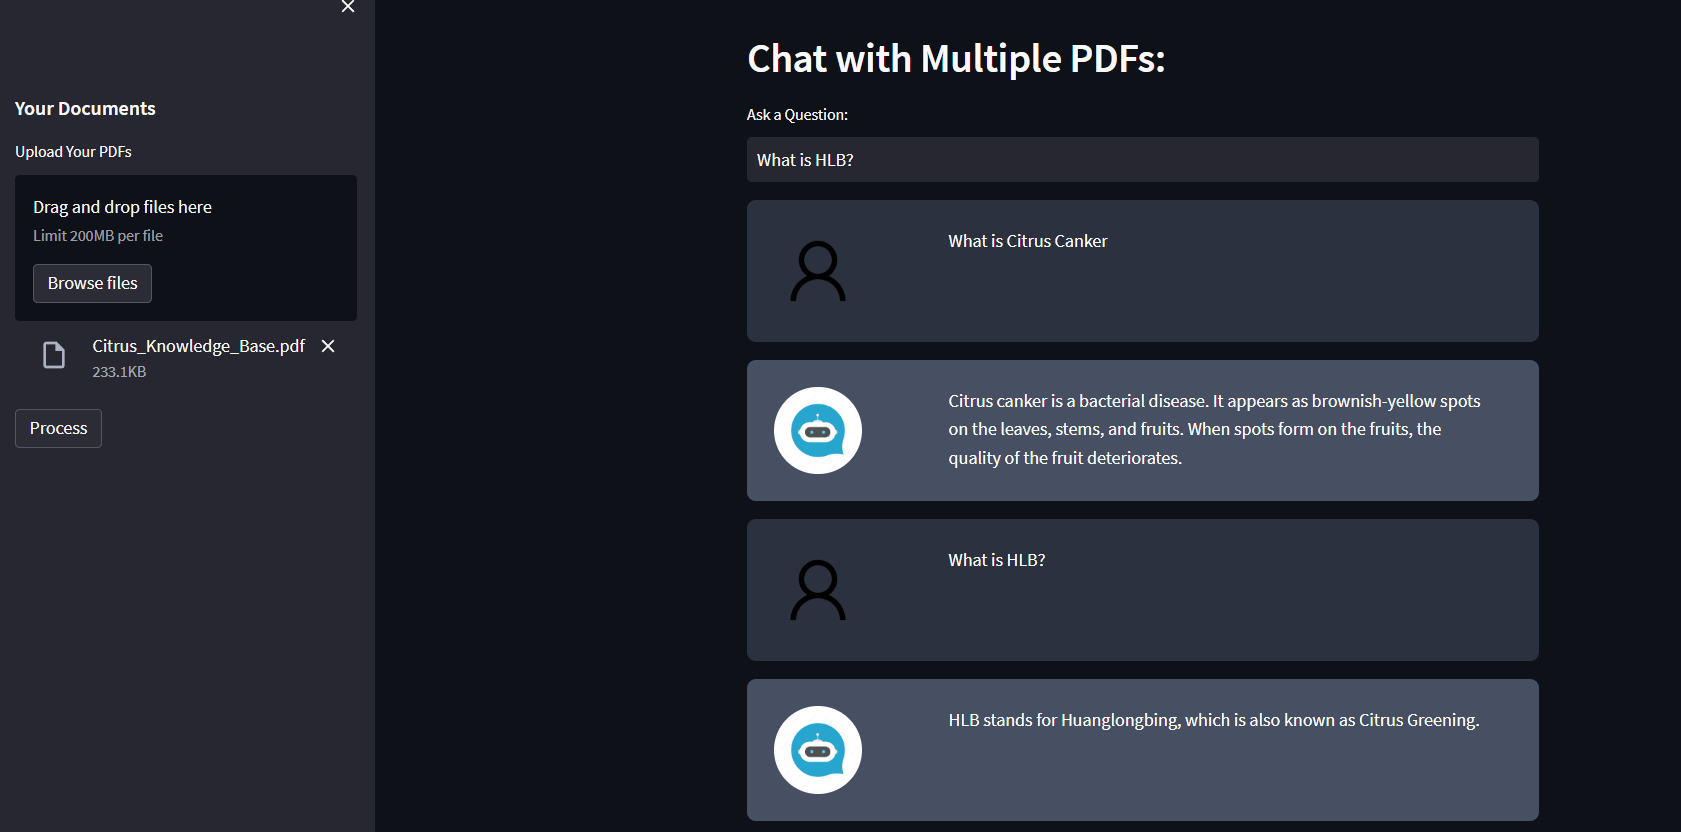 Your Documents
Upload Your PDFs
Drag and drop files here
Limit 200MB per file
Browse files
Citrus_Knowledge_Base.pdf
233.1KB
Process
Chat with Multiple PDFs:
Ask a Question:
What is HLB?
What is Citrus Canker
Citrus canker is a bacterial disease. It appears as brownish-yellow spots
on the leaves, stems, and fruits. When spots form on the fruits, the
quality of the fruit deteriorates.
What is HLB?
HLB stands for Huanglongbing, which is also known as Citrus Greening.